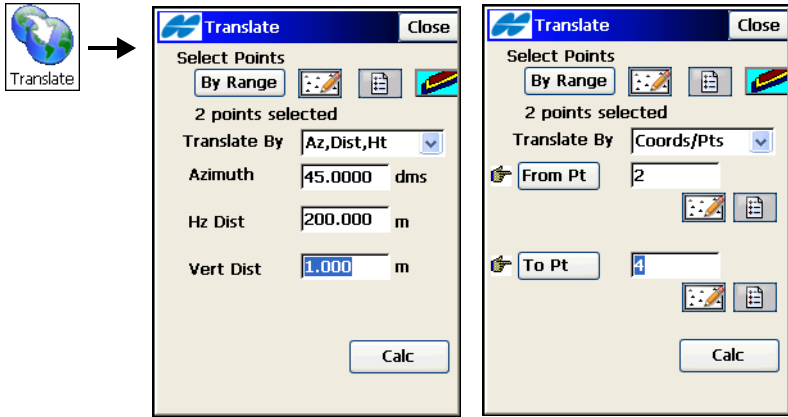 Translate
Translate Close
Select Points
By Range
2 points selected
Translate By Az,Dist,Ht
Azimuth 45.0000 dms
Hz Dist 200.000 m
Vert Dist 1.000 m
Calc
Translate Close
Select Points
By Range
2 points selected
Translate By Coords/Pts
From Pt 2
To Pt 4
Calc